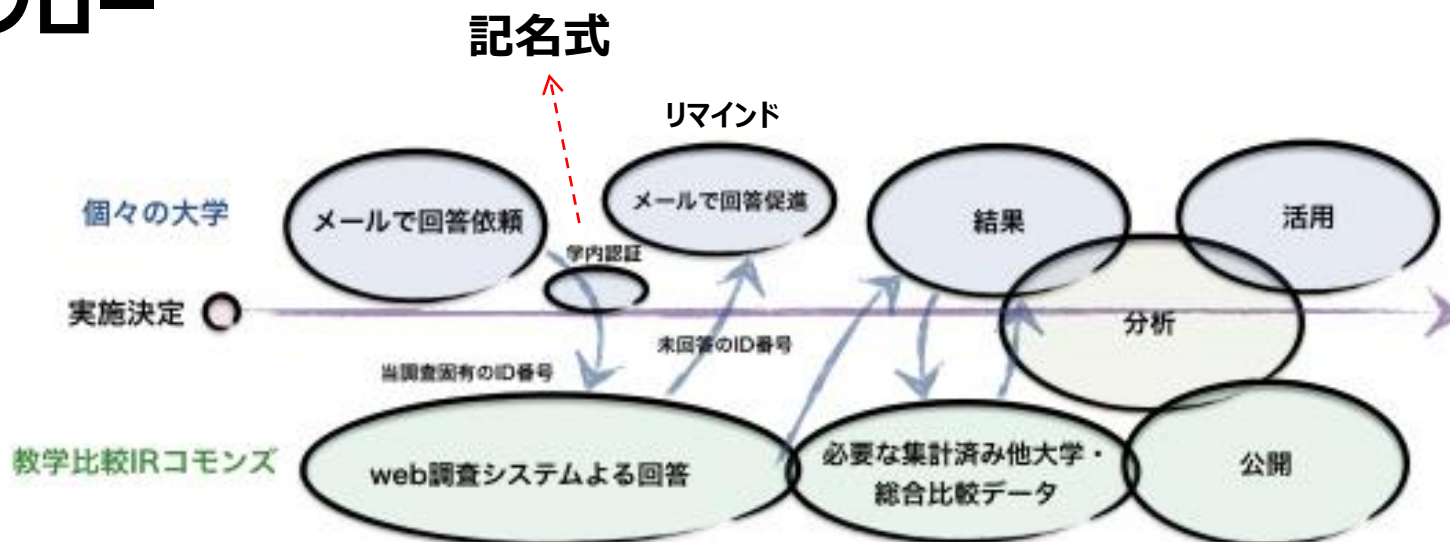 フロー
記名式
リマインド
メールで回答依頼
メールで回答促進
個々の大学
結果
活用
学内認証
実施決定
分析
未回答のID番号
当調査固有のID番号
教学比較IRコモンズ
web調査システムよる回答
必要な集計済み他大学・
総合比較データ
公開